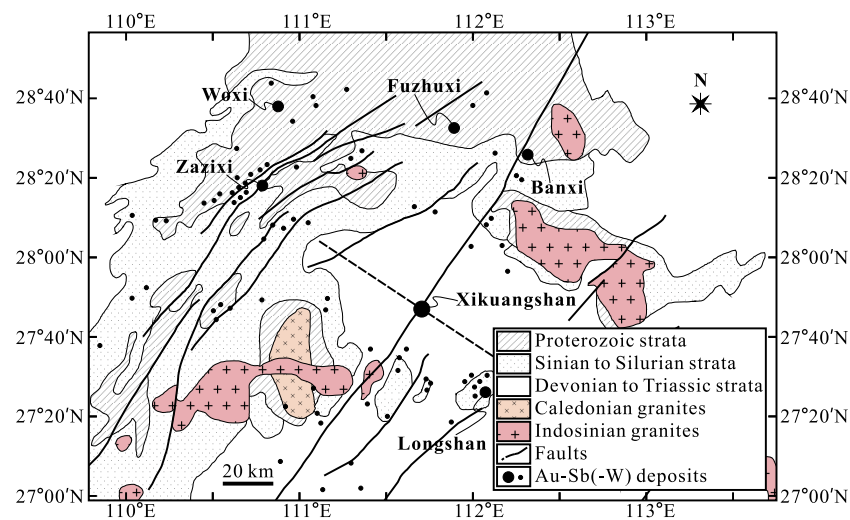 110°E 111°E 112°E 113°E
N
28°40′N 28°40′N
Woxi
Fuzhuxi
Zazixi
28°20′N 28°20′N
Banxi
28°00′N 28°00′N
Xikuangshan
27°40′N 27°40′N
Proterozoic strata
Sinian to Silurian strata
Devonian to Triassic strata
Caledonian granites
Indosinian granites
Faults
Au-Sb(-W) deposits
27°20′N 27°20′N
Longshan
20 km
27°00′N 27°00′N
110°E 111°E 112°E 113°E